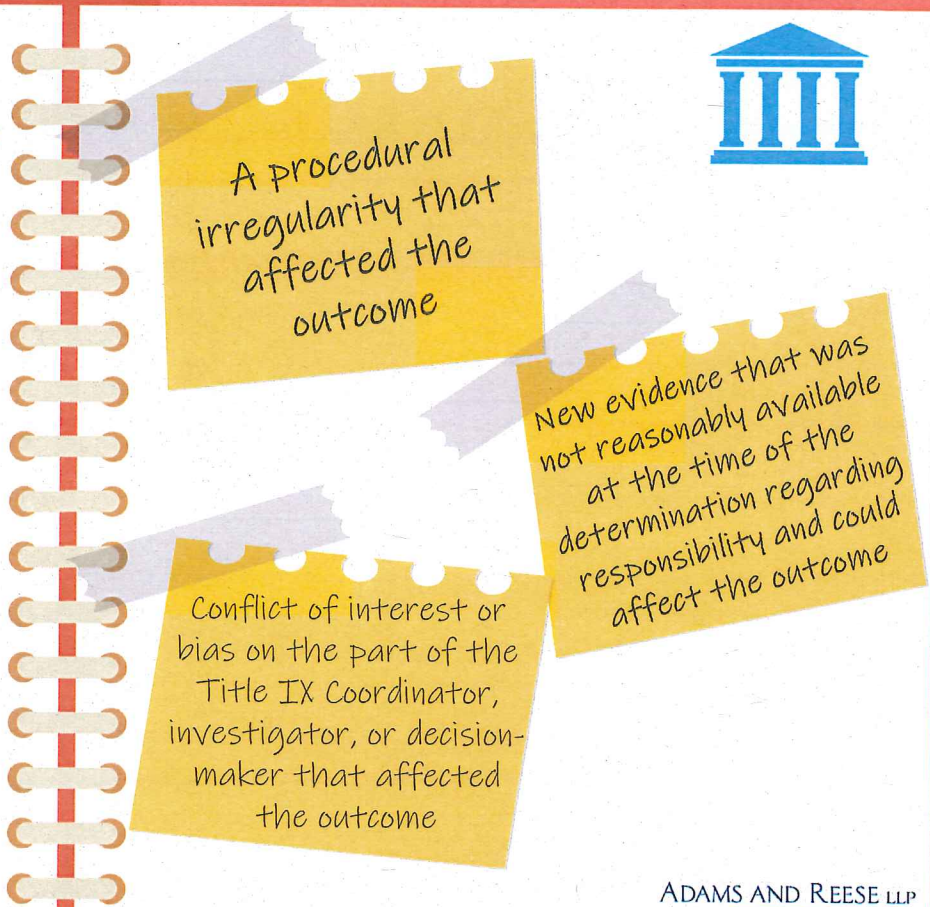 A procedural
irregularity that
affected the
outcome
New evidence that was
not reasonably available
at the time of the
determination regarding
responsibility and could
affect the outcome
Conflict of interest or
bias on the part of the
Title IX Coordinator,
investigator, or decision-
maker that affected
the outcome
ADAMS AND REESE LLP